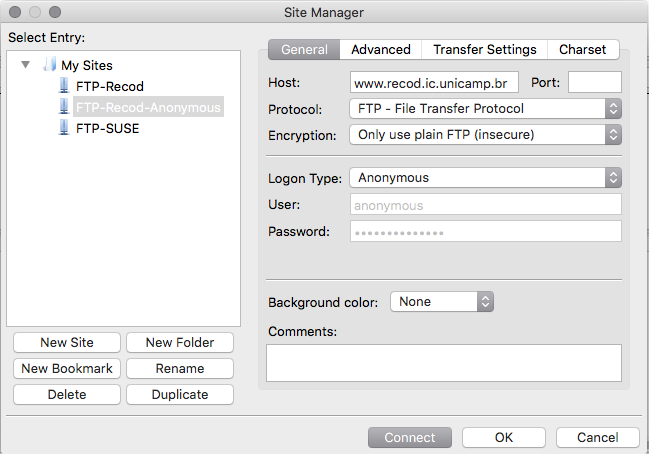 Site Manager
Select Entry:
My Sites
FTP-Recod
FTP-Recod-Anonymous
FTP-SUSE
New Site
New Folder
New Bookmark
Rename
Delete
Duplicate
General
Advanced
Transfer Settings
Charset
Host:
www.recod.ic.unicamp.br
Port:
Protocol:
FTP - File Transfer Protocol
Encryption:
Only use plain FTP (insecure)
Logon Type:
Anonymous
User:
anonymous
Password:
••••••••••••••
Background color:
None
Comments:
Connect
OK
Cancel